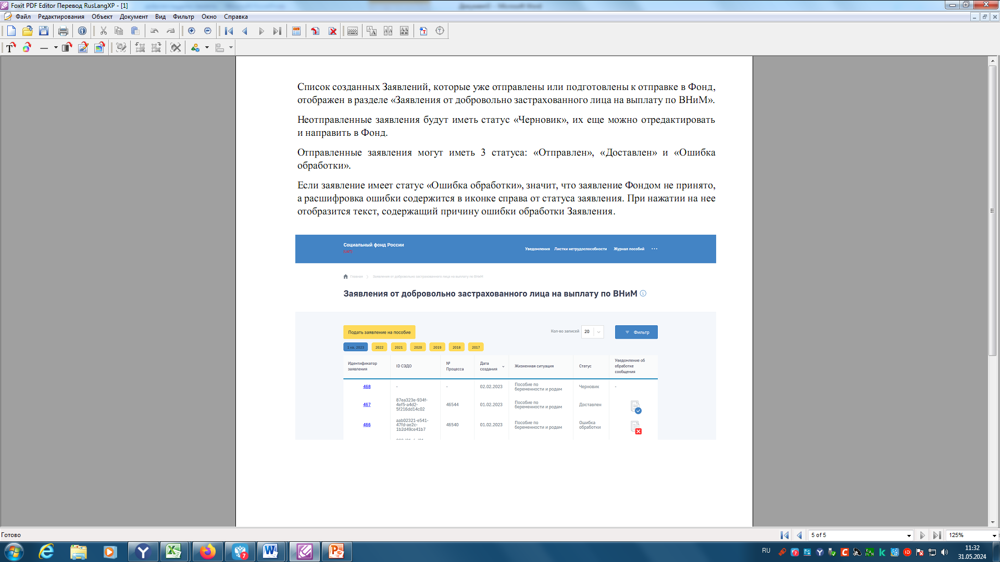 Foxit PDF Editor Перевод RusLangXP - [1]
Файл Редактирования Объект Документ Вид Фильтр Окно Справка
Список созданных Заявлений, которые уже отправлены или подготовлены к отправке в Фонд,
отображен в разделе «Заявления от добровольно застрахованного лица на выплату по ВНиМ».
Неотправленные заявления будут иметь статус «Черновик», их еще можно отредактировать
и направить в Фонд.
Отправленные заявления могут иметь 3 статуса: «Отправлен», «Доставлен» и «Ошибка
обработки».
Если заявление имеет статус «Ошибка обработки», значит, что заявление Фондом не принято,
а расшифровка ошибки содержится в иконке справа от статуса заявления. При нажатии на нее
отобразится текст, содержащий причину ошибки обработки Заявления.
Социальный фонд России
Уведомления Листки нетрудоспособности Журнал пособий ...
Главная Заявления от добровольно застрахованного лица на выплату по ВНиМ
Заявления от добровольно застрахованного лица на выплату по ВНиМ
Подать заявление на пособие Кол-во записей 20 Фильтр
1 кв. 2023 2022 2021 2020 2019 2018 2017
Идентификатор заявления ID СЭДО № Процесса Дата создания Жизненная ситуация Статус Уведомление об обработке сообщения
468 - - 02.02.2023 Пособие по беременности и родам Черновик -
467 87ea323e-934f-4ef5-a4d2-5f216dd14c02 46544 01.02.2023 Пособие по беременности и родам Доставлен
466 aab02321-e541-47fd-ae2c-1b2d49ce41b7 46540 01.02.2023 Пособие по беременности и родам Ошибка обработки
Готово
5 of 5
125%
RU
11:32
31.05.2024